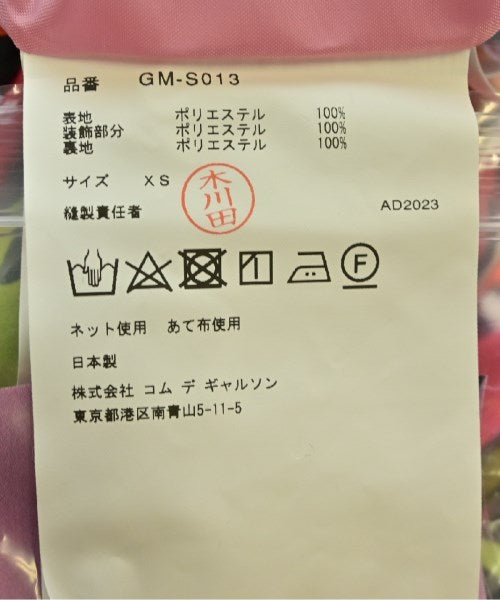 品番 GM-S013
表地 ポリエステル 100%
装飾部分 ポリエステル 100%
裏地 ポリエステル 100%
サイズ XS
木川田
縫製責任者 AD2023
F
ネット使用 あて布使用
日本製
株式会社 コム デ ギャルソン
東京都港区南青山5-11-5